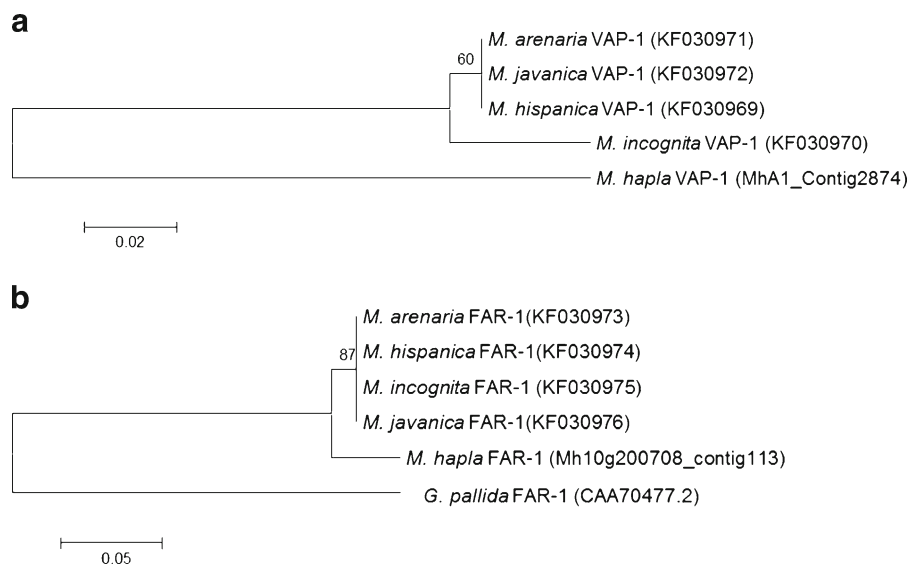 a
M. arenaria VAP-1 (KF030971)
60
M. javanica VAP-1 (KF030972)
M. hispanica VAP-1 (KF030969)
M. incognita VAP-1 (KF030970)
M. hapla VAP-1 (MhA1_Contig2874)
0.02
b
M. arenaria FAR-1(KF030973)
M. hispanica FAR-1(KF030974)
87
M. incognita FAR-1 (KF030975)
M. javanica FAR-1(KF030976)
M. hapla FAR-1 (Mh10g200708_contig113)
G. pallida FAR-1 (CAA70477.2)
0.05